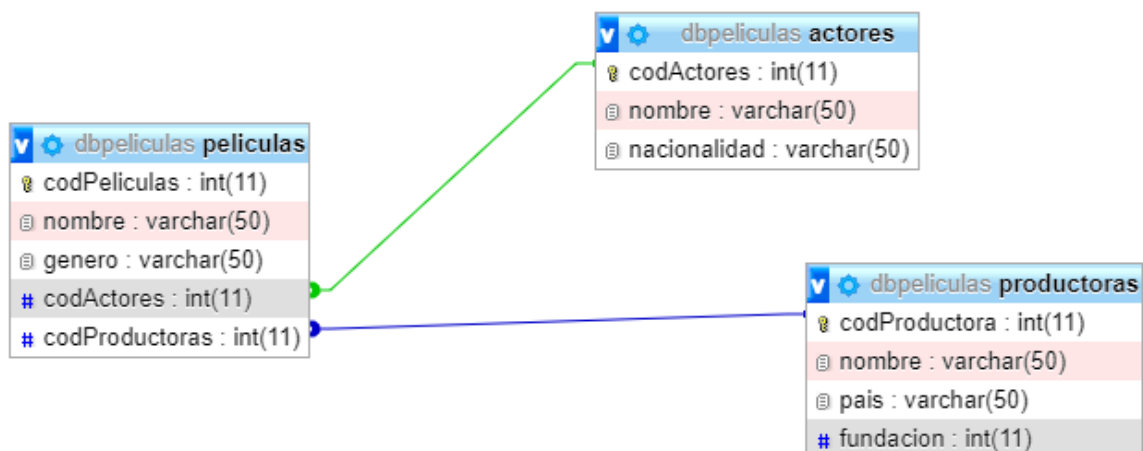 dbpeliculas actores
codActores : int(11)
nombre : varchar(50)
nacionalidad : varchar(50)
dbpeliculas peliculas
codPeliculas : int(11)
nombre : varchar(50)
genero : varchar(50)
codActores : int(11)
codProductoras : int(11)
dbpeliculas productoras
codProductora : int(11)
nombre : varchar(50)
pais : varchar(50)
fundacion : int(11)